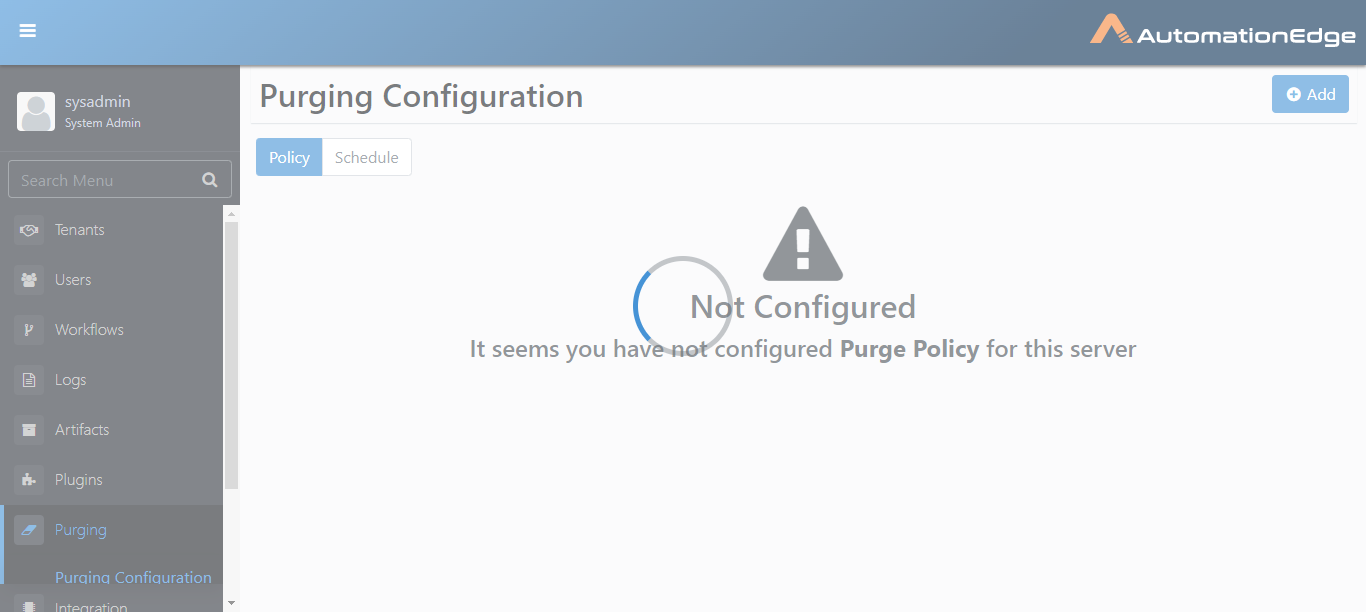 AutomationEdge
sysadmin
System Admin
Search Menu
Tenants
Users
Workflows
Logs
Artifacts
Plugins
Purging
Purging Configuration
Integration
Purging Configuration
Add
Policy
Schedule
Not Configured
It seems you have not configured Purge Policy for this server